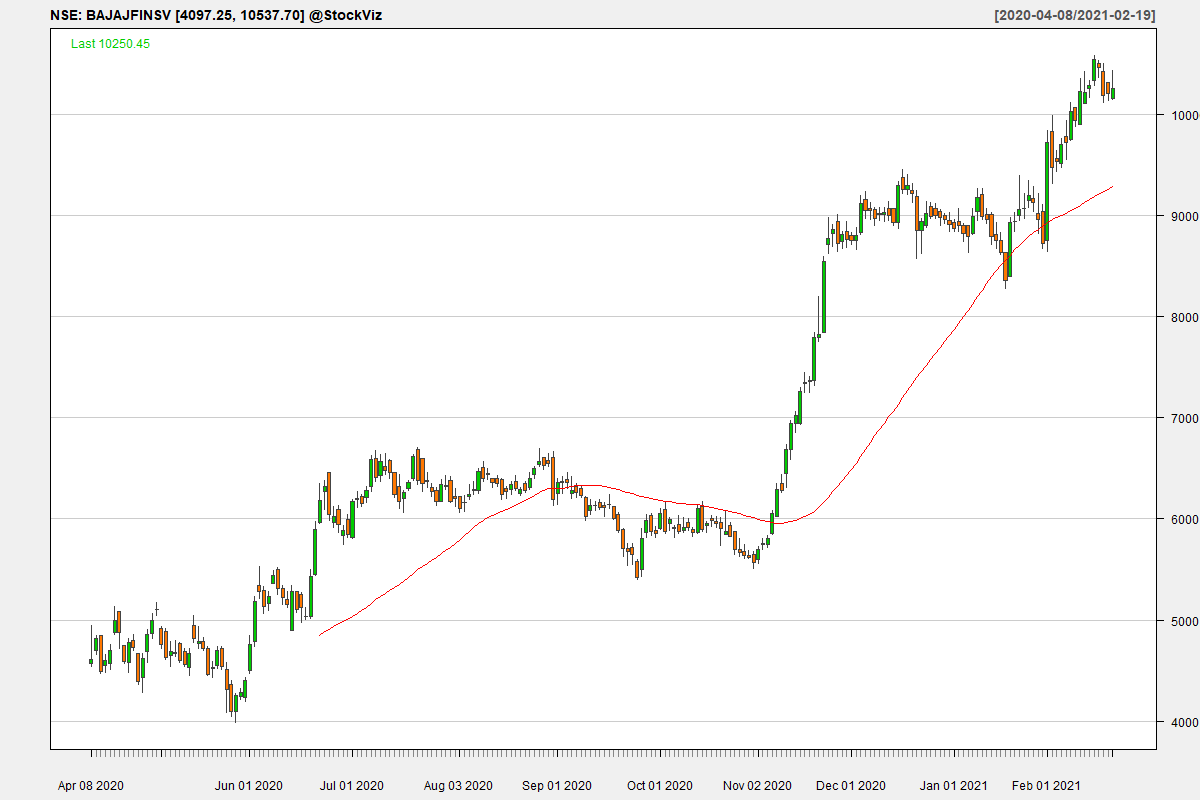 NSE: BAJAJFINSV [4097.25, 10537.70] @StockViz
[2020-04-08/2021-02-19]
Last 10250.45
1000
9000
8000
7000
6000
5000
4000
Apr 08 2020
Jun 01 2020
Jul 01 2020
Aug 03 2020
Sep 01 2020
Oct 01 2020
Nov 02 2020
Dec 01 2020
Jan 01 2021
Feb 01 2021